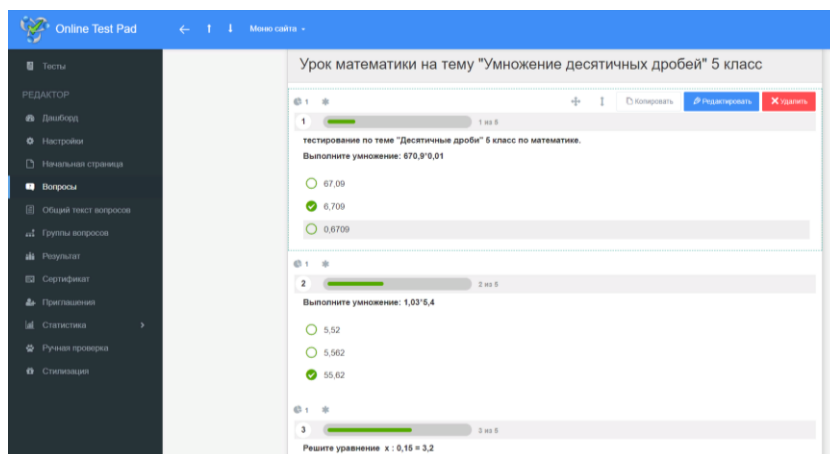 Online Test Pad
Меню сайта
Тесты
РЕДАКТОР
Дашборд
Настройки
Начальная страница
Вопросы
Общий текст вопросов
Группы вопросов
Результат
Сертификат
Приглашения
Статистика
Ручная проверка
Стилизация
Урок математики на тему "Умножение десятичных дробей" 5 класс
1
Копировать
Редактировать
Удалить
1
1 из 5
тестирование по теме "Десятичные дроби" 5 класс по математике.
Выполните умножение: 670,9*0,01
67,09
6,709
0,6709
1
2
2 из 5
Выполните умножение: 1,03*5,4
5,52
5,562
55,62
1
3
3 из 5
Решите уравнение x : 0,15 = 3,2